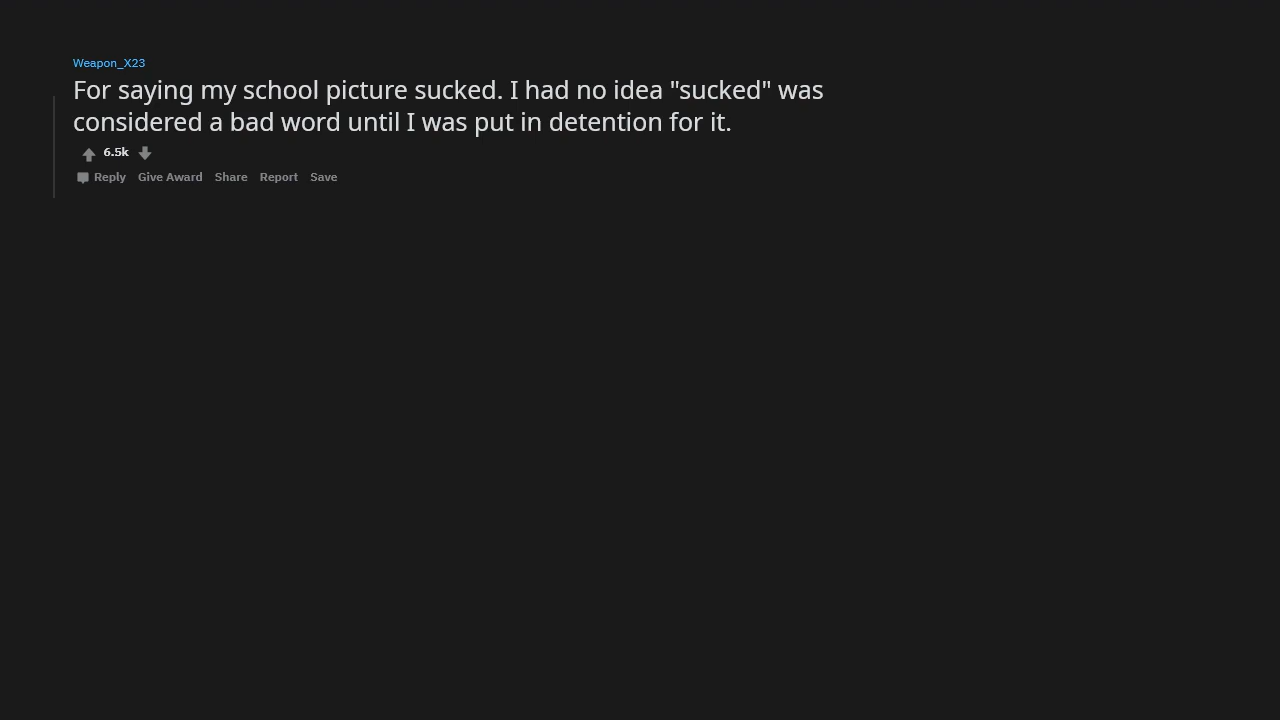 Weapon_X23
For saying my school picture sucked. I had no idea "sucked" was
considered a bad word until I was put in detention for it.
6.5k
Reply Give Award Share Report Save